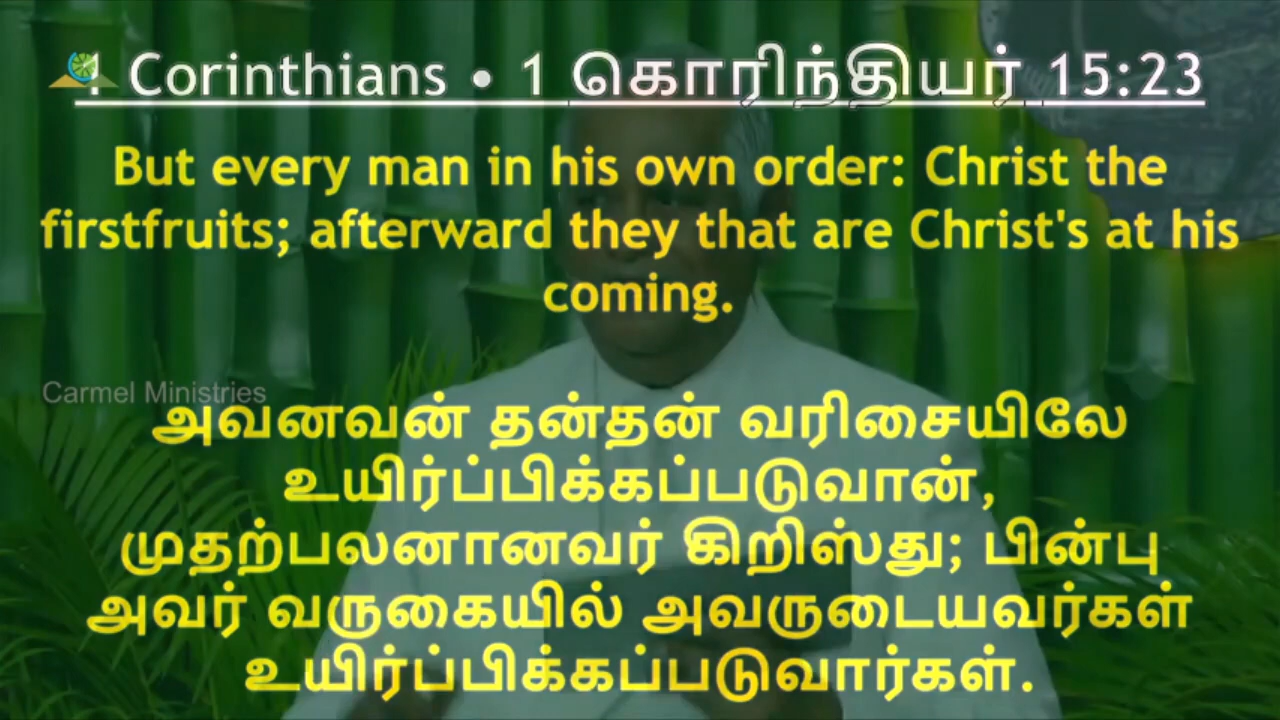 1 Corinthians • 1 கொரிந்தியர் 15:23
But every man in his own order: Christ the
firstfruits; afterward they that are Christ's at his
coming.
Carmel Ministries
அவனவன் தன்தன் வரிசையிலே
உயிர்ப்பிக்கப்படுவான்,
முதற்பலனானவர் கிறிஸ்து; பின்பு
அவர் வருகையில் அவருடையவர்கள்
உயிர்ப்பிக்கப்படுவார்கள்.